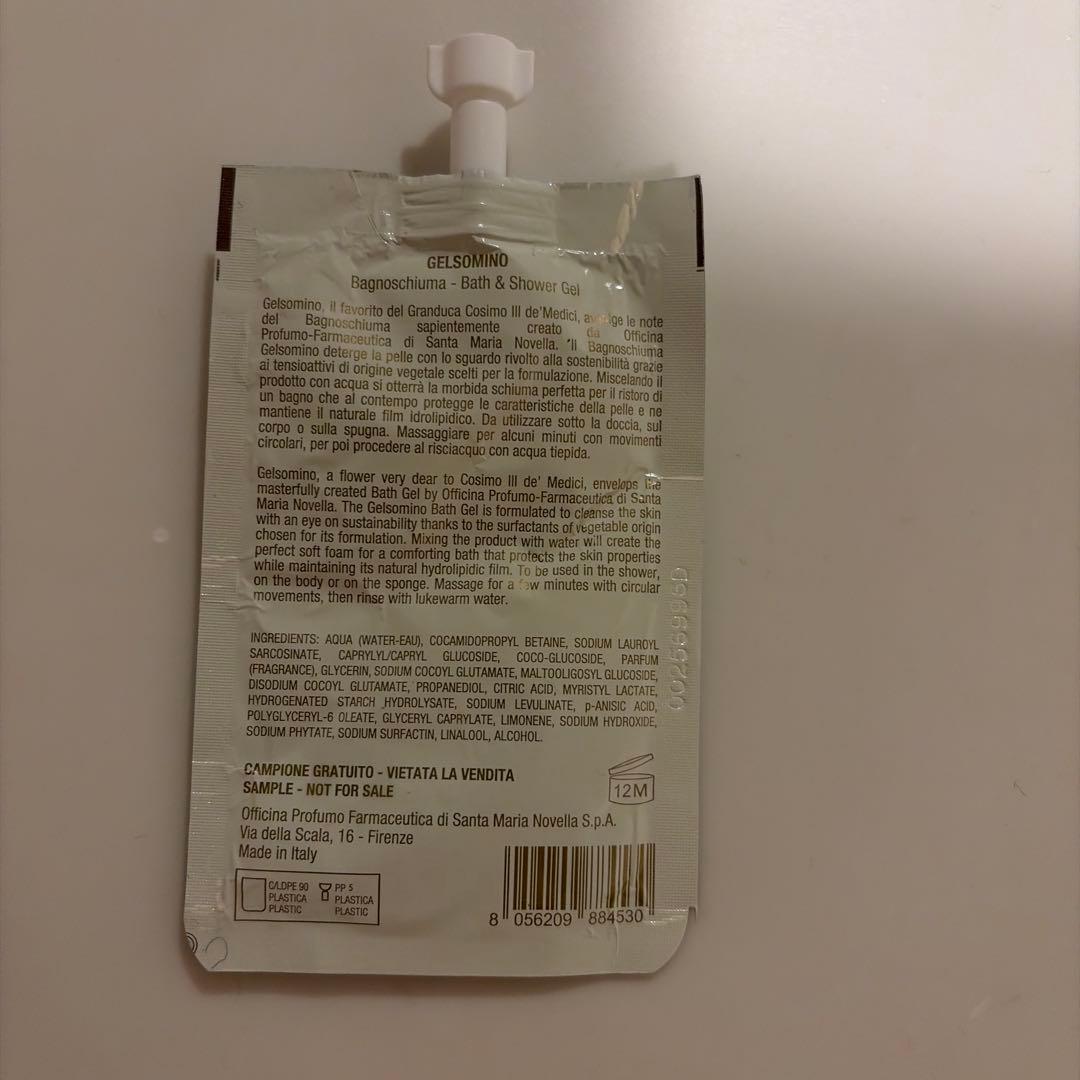 GELSOMINO
Bagnoschiuma - Bath & Shower Gel
Gelsomino, il favorito del Granduca Cosimo III de'Medici, avvolge le note
del Bagnoschiuma sapientemente creato da Officina
Profumo-Farmaceutica di Santa Maria Novella. "Il Bagnoschiuma
Gelsomino deterge la pelle con lo sguardo rivolto alla sostenibilità grazie
ai tensioattivi di origine vegetale scelti per la formulazione. Miscelando il
prodotto con acqua si otterrà la morbida schiuma perfetta per il ristoro di
un bagno che al contempo protegge le caratteristiche della pelle e ne
mantiene il naturale film idrolipidico. Da utilizzare sotto la doccia, sul
corpo o sulla spugna. Massaggiare per alcuni minuti con movimenti
circolari, per poi procedere al risciacquo con acqua tiepida.
Gelsomino, a flower very dear to Cosimo III de' Medici, envelops the
masterfully created Bath Gel by Officina Profumo-Farmaceutica di Santa
Maria Novella. The Gelsomino Bath Gel is formulated to cleanse the skin
with an eye on sustainability thanks to the surfactants of vegetable origin
chosen for its formulation. Mixing the product with water will create the
perfect soft foam for a comforting bath that protects the skin properties
while maintaining its natural hydrolipidic film. To be used in the shower,
on the body or on the sponge. Massage for a few minutes with circular
movements, then rinse with lukewarm water.
INGREDIENTS: AQUA (WATER-EAU), COCAMIDOPROPYL BETAINE, SODIUM LAUROYL
SARCOSINATE, CAPRYLYL/CAPRYL GLUCOSIDE, COCO-GLUCOSIDE, PARFUM
(FRAGRANCE), GLYCERIN, SODIUM COCOYL GLUTAMATE, MALTOOLIGOSYL GLUCOSIDE,
DISODIUM COCOYL GLUTAMATE, PROPANEDIOL, CITRIC ACID, MYRISTYL LACTATE,
HYDROGENATED STARCH HYDROLYSATE, SODIUM LEVULINATE, p-ANISIC ACID,
POLYGLYCERYL-6 OLEATE, GLYCERYL CAPRYLATE, LIMONENE, SODIUM HYDROXIDE,
SODIUM PHYTATE, SODIUM SURFACTIN, LINALOOL, ALCOHOL.
CAMPIONE GRATUITO - VIETATA LA VENDITA
SAMPLE - NOT FOR SALE
12M
Officina Profumo Farmaceutica di Santa Maria Novella S.p.A.
Via della Scala, 16 - Firenze
Made in Italy
C/LDPE 90
PLASTICA
PLASTIC
PP 5
PLASTICA
PLASTIC
8 056209 884530